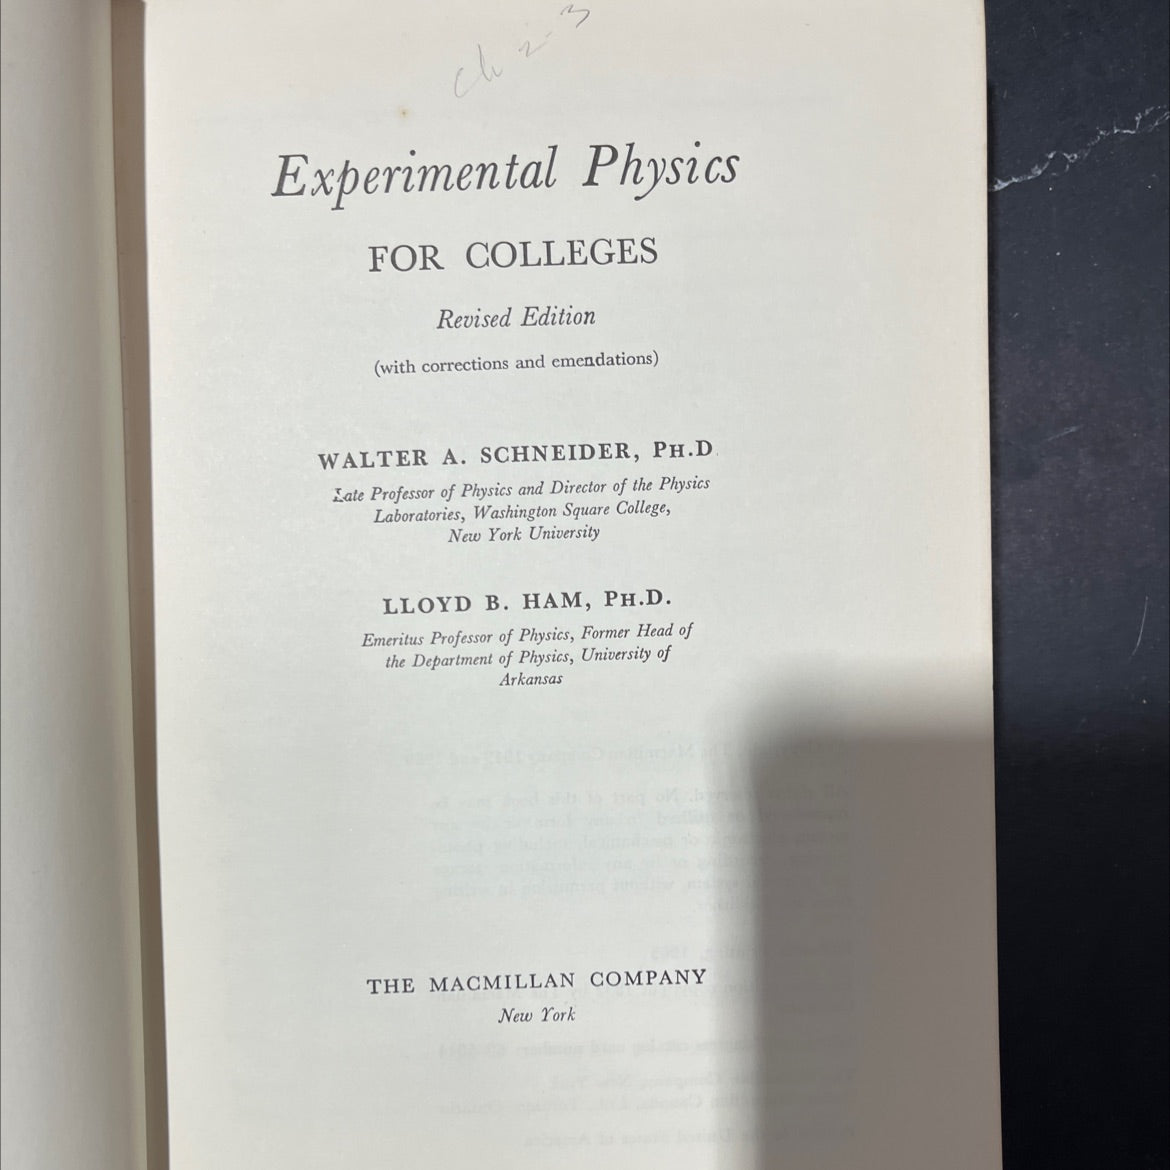 ch 2-3
Experimental Physics
FOR COLLEGES
Revised Edition
(with corrections and emendations)
WALTER A. SCHNEIDER, PH.D
Late Professor of Physics and Director of the Physics
Laboratories, Washington Square College,
New York University
LLOYD B. HAM, PH.D.
Emeritus Professor of Physics, Former Head of
the Department of Physics, University of
Arkansas
THE MACMILLAN COMPANY
New York